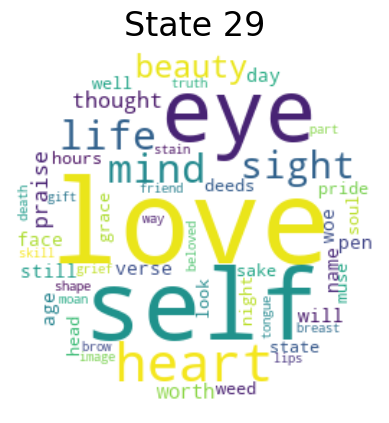 State 29
beauty
day
well
truth
thought
eye
part
life
stain
hours
mind
sight
praise
death
gift
friend
deeds
pride
soul
grace
way
love
face
skill
beloved
woe
name
pen
still
grief
verse
sake
muse
shape
moan
self
look
night
age
head
tongue
will
breast
brow
image
heart
state
lips
worth
weed